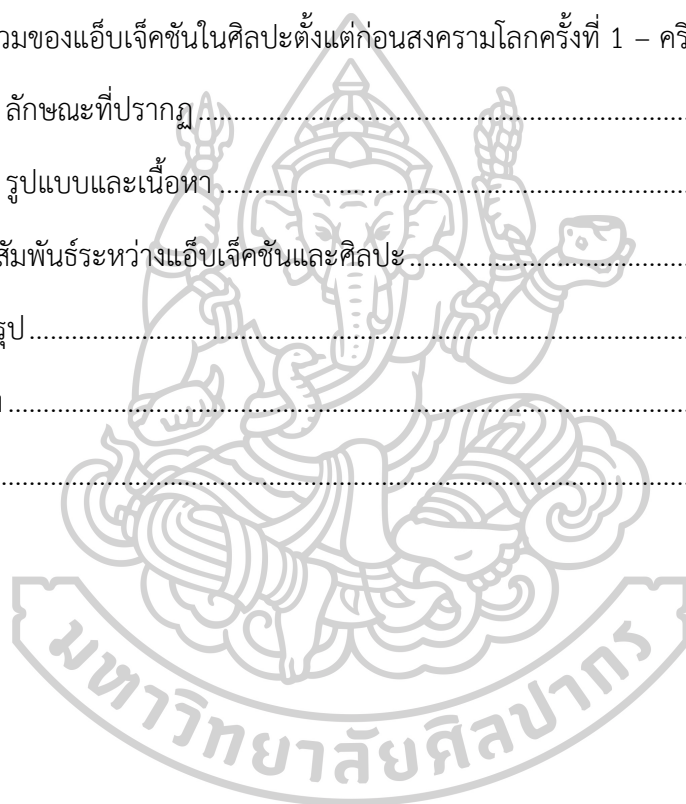 วมของแอ็บเจ็คชันในศิลปะตั้งแต่ก่อนสงครามโลกครั้งที่ 1 – คริ
ลักษณะที่ปรากฏ
รูปแบบและเนื้อหา
สัมพันธ์ระหว่างแอ็บเจ็คชันและศิลปะ
รุป
มหาวิทยาลัยศิลปากร